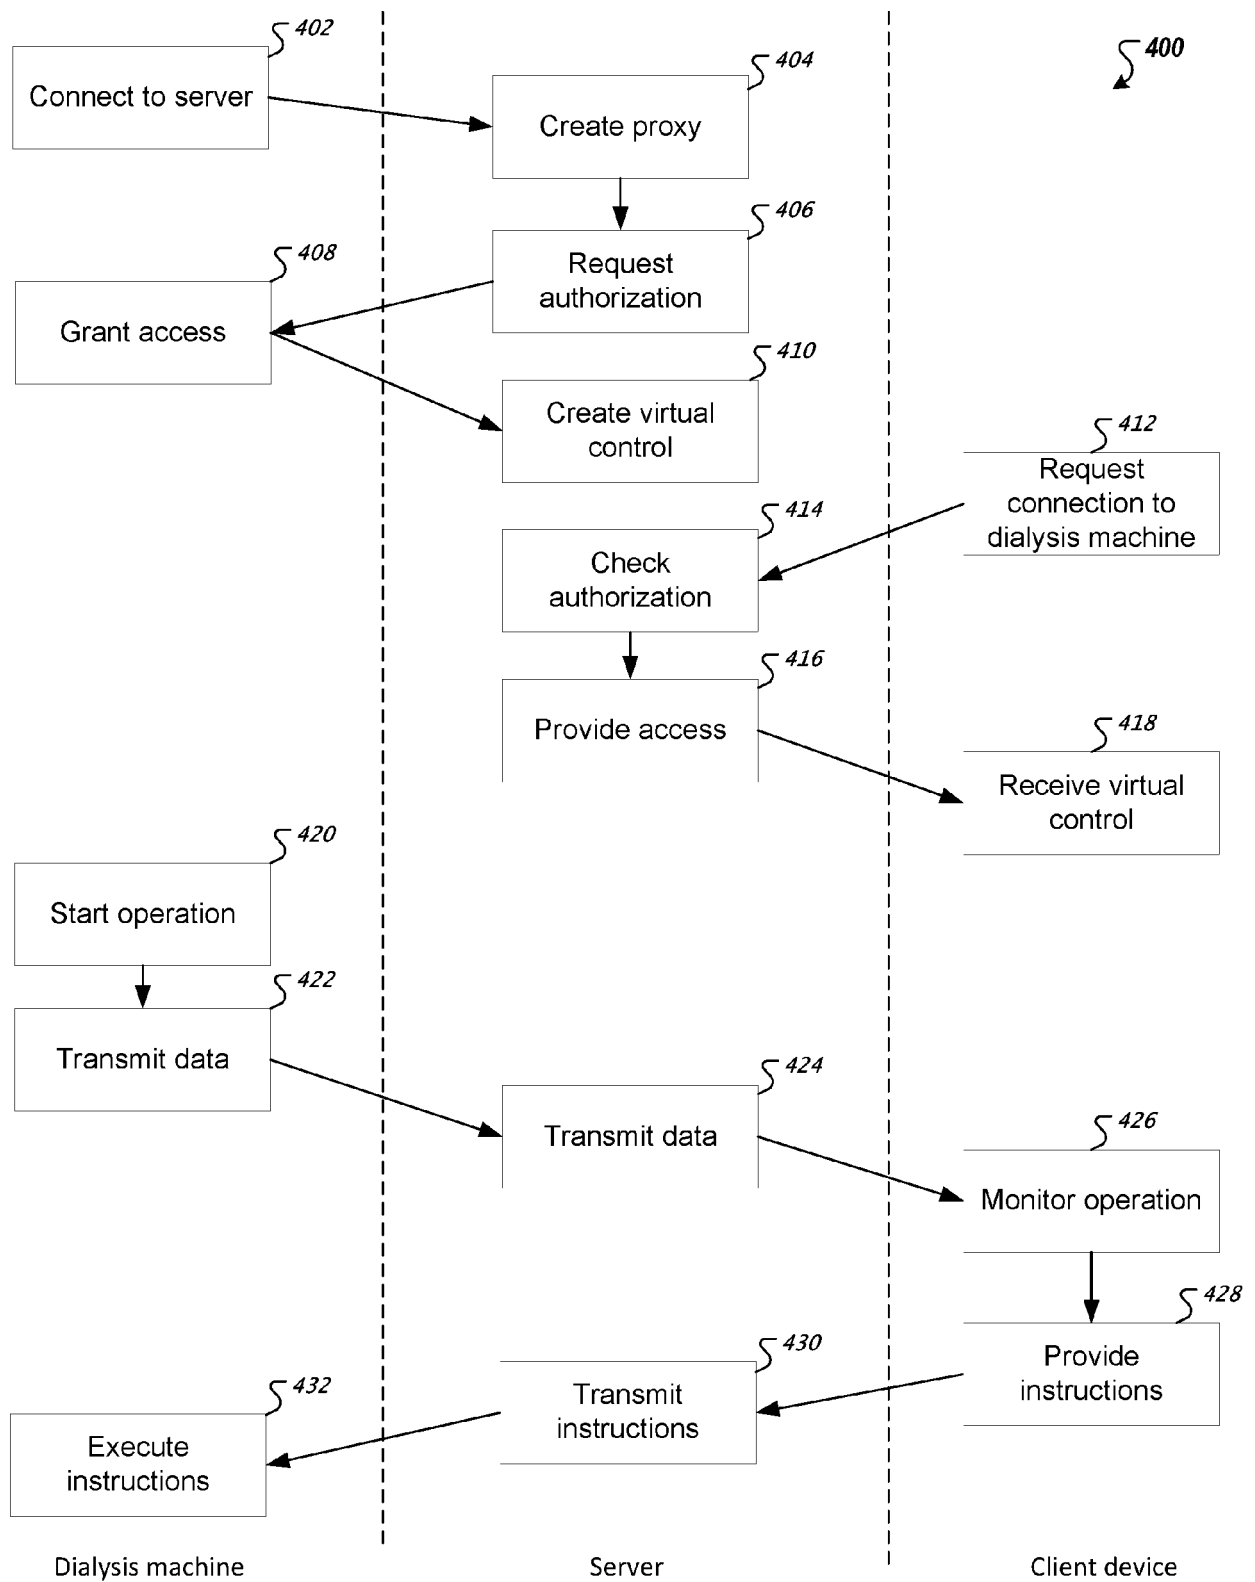 402
400
404
Connect to server
Create proxy
406
408
Request
authorization
Grant access
410
Create virtual
control
412
Request
connection to
dialysis machine
414
Check
authorization
416
Provide access
418
Receive virtual
control
420
Start operation
422
Transmit data
424
Transmit data
426
Monitor operation
428
Provide
instructions
430
Transmit
instructions
432
Execute
instructions
Dialysis machine
Server
Client device